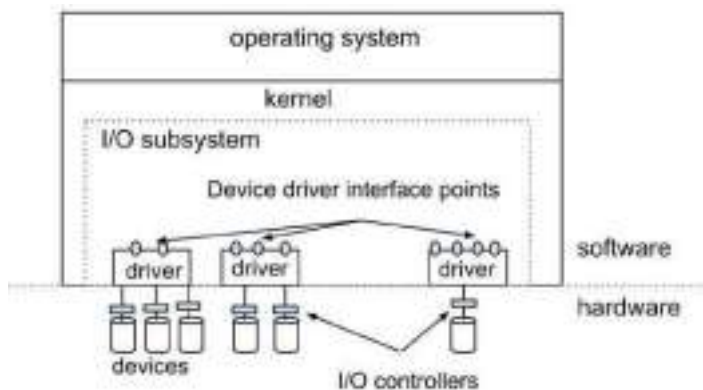 operating system
kernel
I/O subsystem
Device driver interface points
software
driver driver driver
hardware
devices
I/O controllers